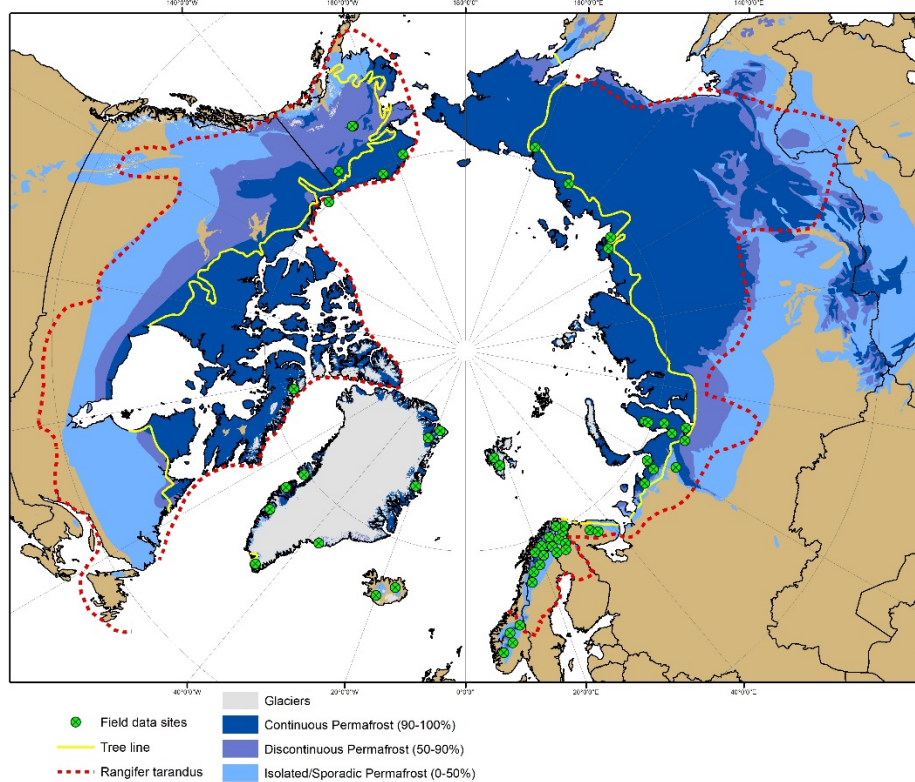 140°0'0"W 160°0'0"W 180°0'0" 160°0'0"E 140°0'0"E
40°0'0"W 20°0'0"W 0°0'0" 20°0'0"E 40°0'0"E
Glaciers
Field data sites
Continuous Permafrost (90-100%)
Tree line
Discontinuous Permafrost (50-90%)
Rangifer tarandus
Isolated/Sporadic Permafrost (0-50%)